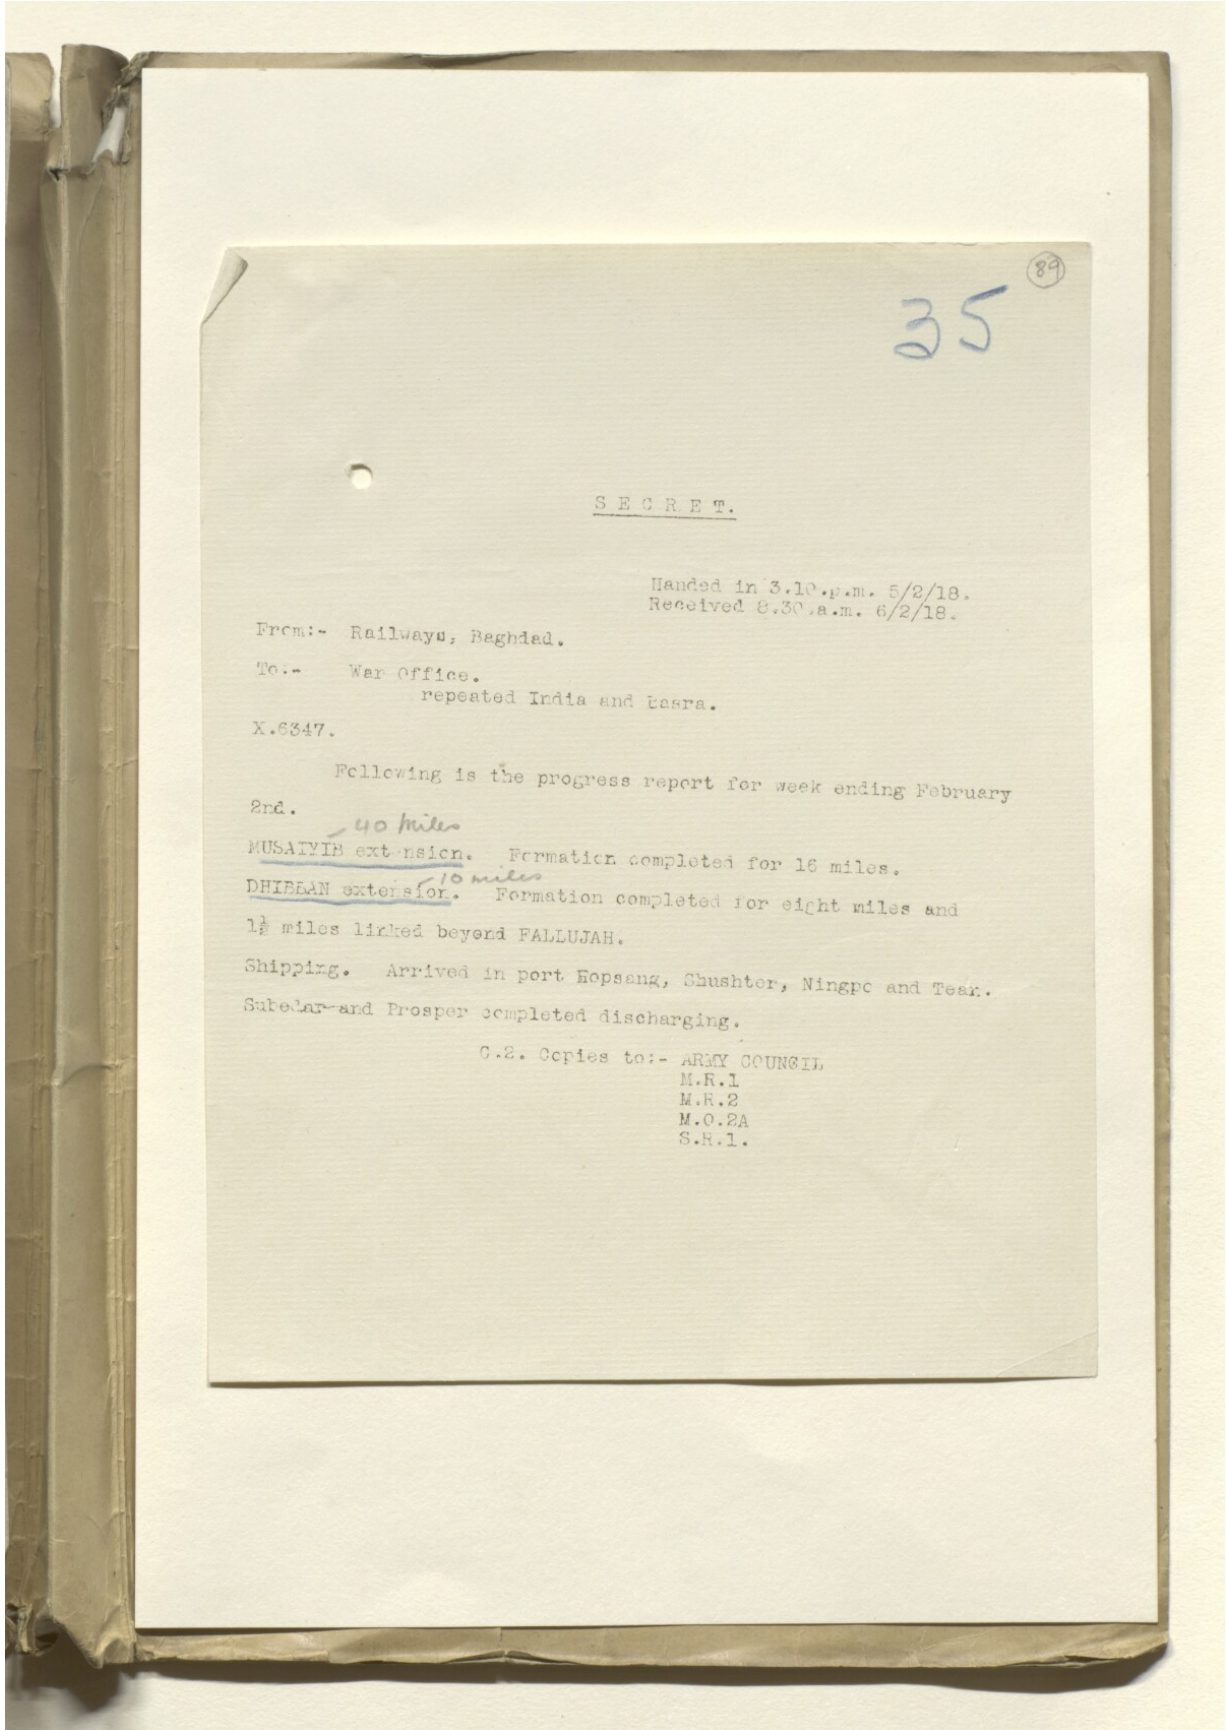 89
35
SECRET.
Handed in 3.10.p.m. 5/2/18.
Received 8.30.a.m. 6/2/18.
From:- Railways, Baghdad.
To:- War Office.
repeated India and Basra.
X.6347.
Following is the progress report for week ending February
2nd.
- 40 miles
MUSAIYIB extension. Formation completed for 16 miles.
- 10 miles
DHIBBAN extension. Formation completed for eight miles and
1½ miles linked beyond FALLUJAH.
Shipping. Arrived in port Hopsang, Shushter, Ningpo and
Subedar and Prosper completed discharging.
C.2. Copies to:- ARMY COUNCIL
M.R.1
M.R.2
M.O.2A
S.R.1.